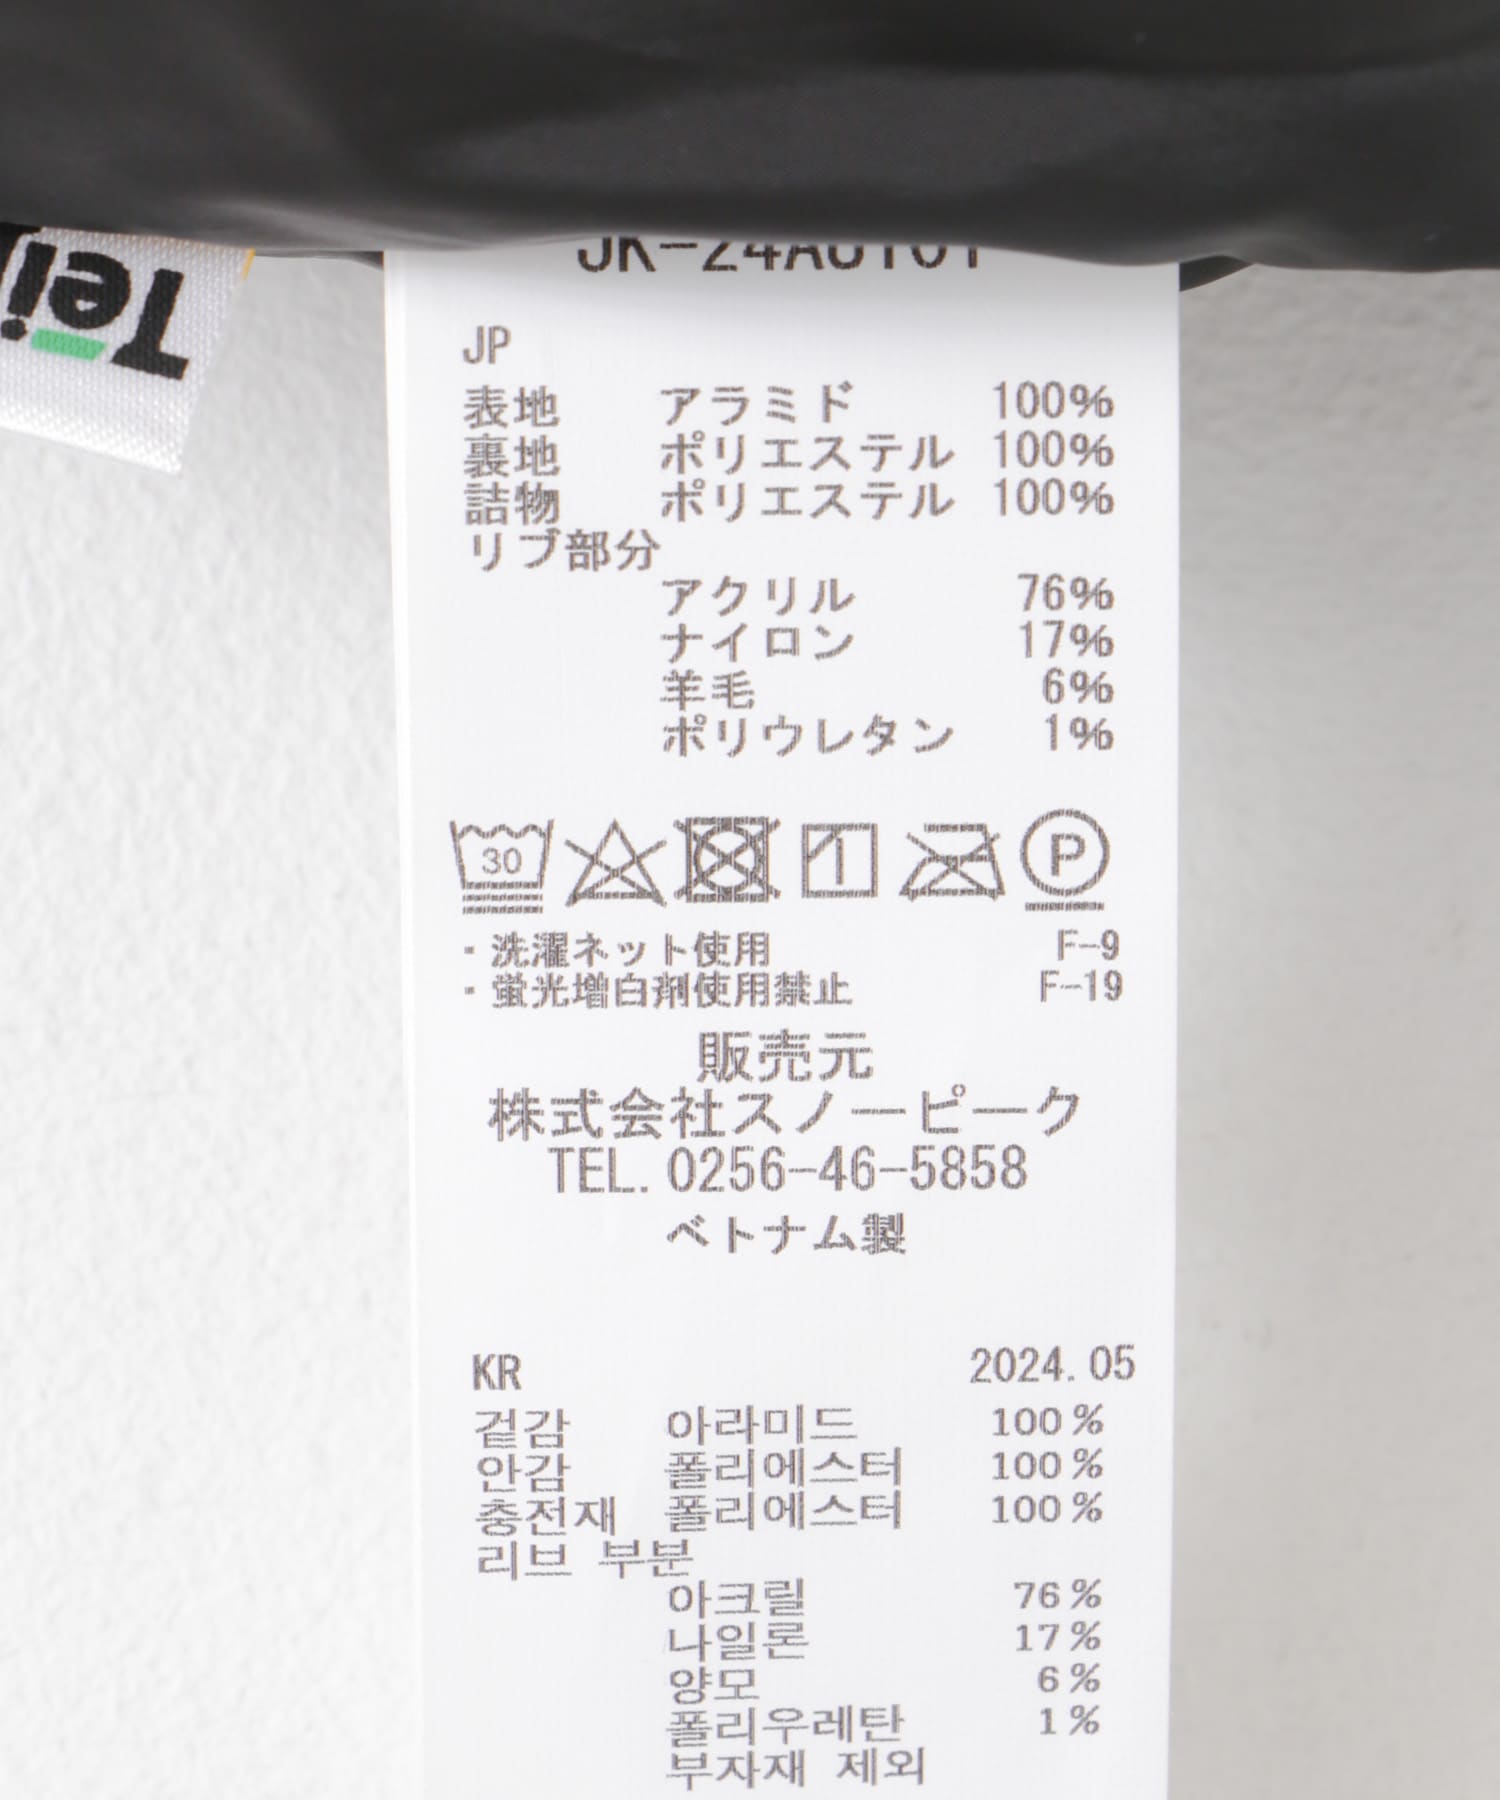 JP
表地 アラミド 100%
裏地 ポリエステル 100%
詰物 ポリエステル 100%
リブ部分
アクリル 76%
ナイロン 17%
羊毛 6%
ポリウレタン 1%
30
P
・洗濯ネット使用 F-9
・蛍光増白剤使用禁止 F-19
販売元
株式会社スノーピーク
TEL. 0256-46-5858
ベトナム製
KR 2024.05
겉감 아라미드 100%
안감 폴리에스터 100%
충전재 폴리에스터 100%
리브 부분
아크릴 76%
나일론 17%
양모 6%
폴리우레탄 1%
부자재 제외